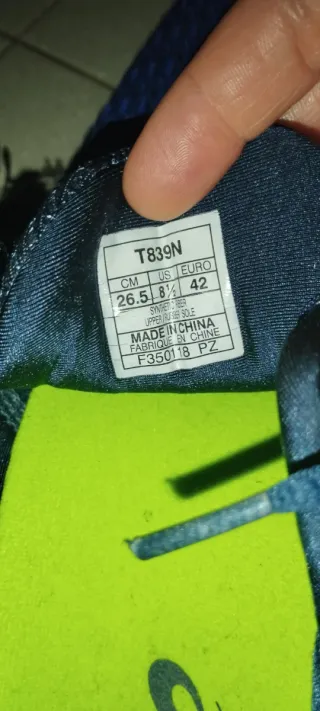 T839N
CM US EURO
26.5 8½ 42
SYNTHETIC FIBER
UPPER/RUBBER SOLE
MADE IN CHINA
FABRIQUE EN CHINE
F350118 PZ